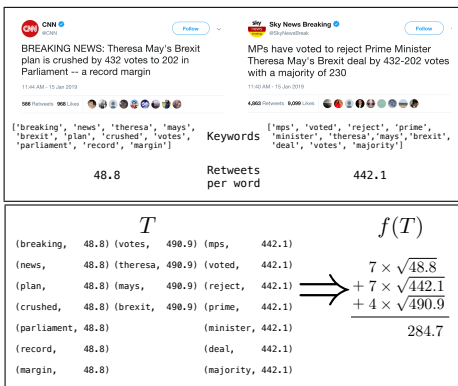 CNN
CNN
@CNN
Follow
BREAKING NEWS: Theresa May's Brexit
plan is crushed by 432 votes to 202 in
Parliament -- a record margin
11:44 AM - 15 Jan 2019
586 Retweets 968 Likes
sky
news
Sky News Breaking
@SkyNewsBreak
Follow
MPs have voted to reject Prime Minister
Theresa May's Brexit deal by 432-202 votes
with a majority of 230
11:40 AM - 15 Jan 2019
4,863 Retweets 9,099 Likes
['breaking', 'news', 'theresa', 'mays',
'brexit', 'plan', 'crushed', 'votes',
'parliament', 'record', 'margin']
Keywords
['mps', 'voted', 'reject', 'prime',
'minister', 'theresa','mays','brexit',
'deal', 'votes', 'majority']
48.8
Retweets
per word
442.1
T
f(T)
(breaking, 48.8) (votes, 490.9) (mps, 442.1)
(news, 48.8) (theresa, 490.9) (voted, 442.1)
(plan, 48.8) (mays, 490.9) (reject, 442.1)
(crushed, 48.8) (brexit, 490.9) (prime, 442.1)
(parliament, 48.8) (minister, 442.1)
(record, 48.8) (deal, 442.1)
(margin, 48.8) (majority, 442.1)
7 × √48.8
+ 7 × √442.1
+ 4 × √490.9
284.7